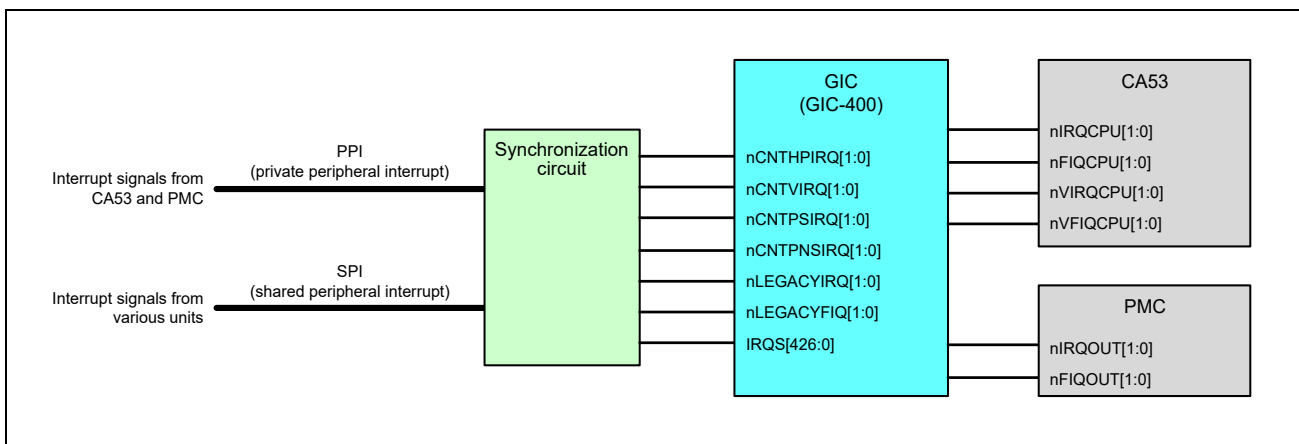 PPI
(private peripheral interrupt)
Interrupt signals from
CA53 and PMC
SPI
(shared peripheral interrupt)
Interrupt signals from
various units
Synchronization
circuit
GIC
(GIC-400)
nCNTHPIRQ[1:0]
nCNTVIRQ[1:0]
nCNTPSIRQ[1:0]
nCNTPNSIRQ[1:0]
nLEGACYIRQ[1:0]
nLEGACYFIQ[1:0]
IRQS[426:0]
CA53
nIRQCPU[1:0]
nFIQCPU[1:0]
nVIRQCPU[1:0]
nVFIQCPU[1:0]
PMC
nIRQOUT[1:0]
nFIQOUT[1:0]